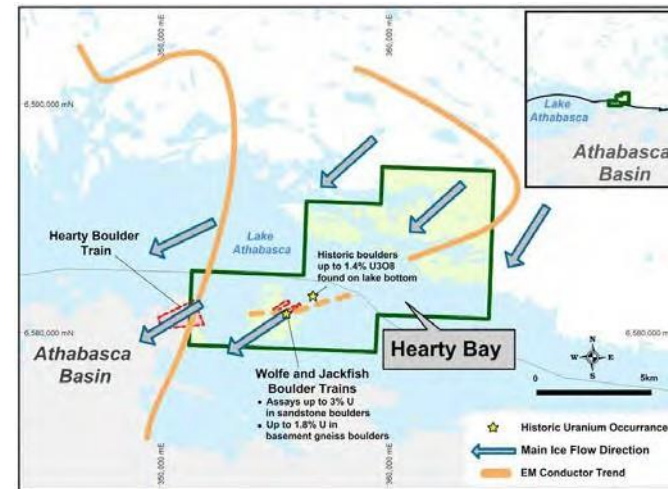 350,000 mE
360,000 mE
6,590,000 mN
Lake
Athabasca
Athabasca
Basin
Hearty Boulder
Train
Lake
Athabasca
Historic boulders
up to 1.4% U3O8
found on lake bottom
6,580,000 mN
6,580,000 mN
Hearty Bay
Athabasca
Basin
Wolfe and Jackfish
Boulder Trains
• Assays up to 3% U
in sandstone boulders
• Up to 1.8% U in
basement gneiss boulders
N
W E
S
0 5km
Historic Uranium Occurrance
Main Ice Flow Direction
EM Conductor Trend
350,000 mE
360,000 mE